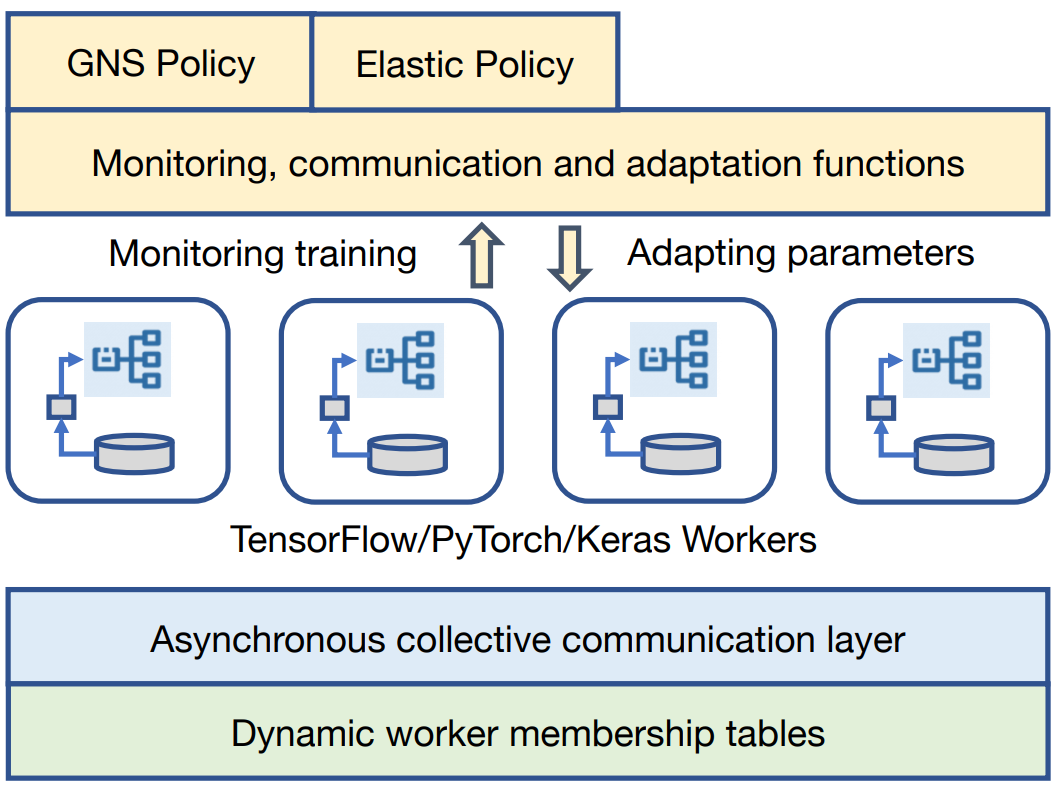 GNS Policy
Elastic Policy
Monitoring, communication and adaptation functions
Monitoring training
Adapting parameters
TensorFlow/PyTorch/Keras Workers
Asynchronous collective communication layer
Dynamic worker membership tables